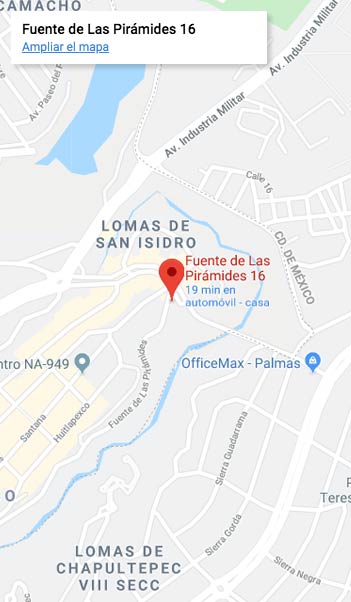 CAMACHO
Fuente de Las Pirámides 16
Ampliar el mapa
Av. Industria Militar
Av. Paseo del
Av. Industria Militar
Calle 16
LOMAS DE
SAN ISIDRO
CD. DE MÉXICO
Fuente de Las
Pirámides 16
19 min en
automóvil - casa
ntro NA-949
OfficeMax - Palmas
Fuente de Las Pirámides
Santana
Huitlapexco
Sierra Guadarrama
P
Teres
O
Sierra Gorda
Sierra Negra
LOMAS DE
CHAPULTEPEC
VIII SECC